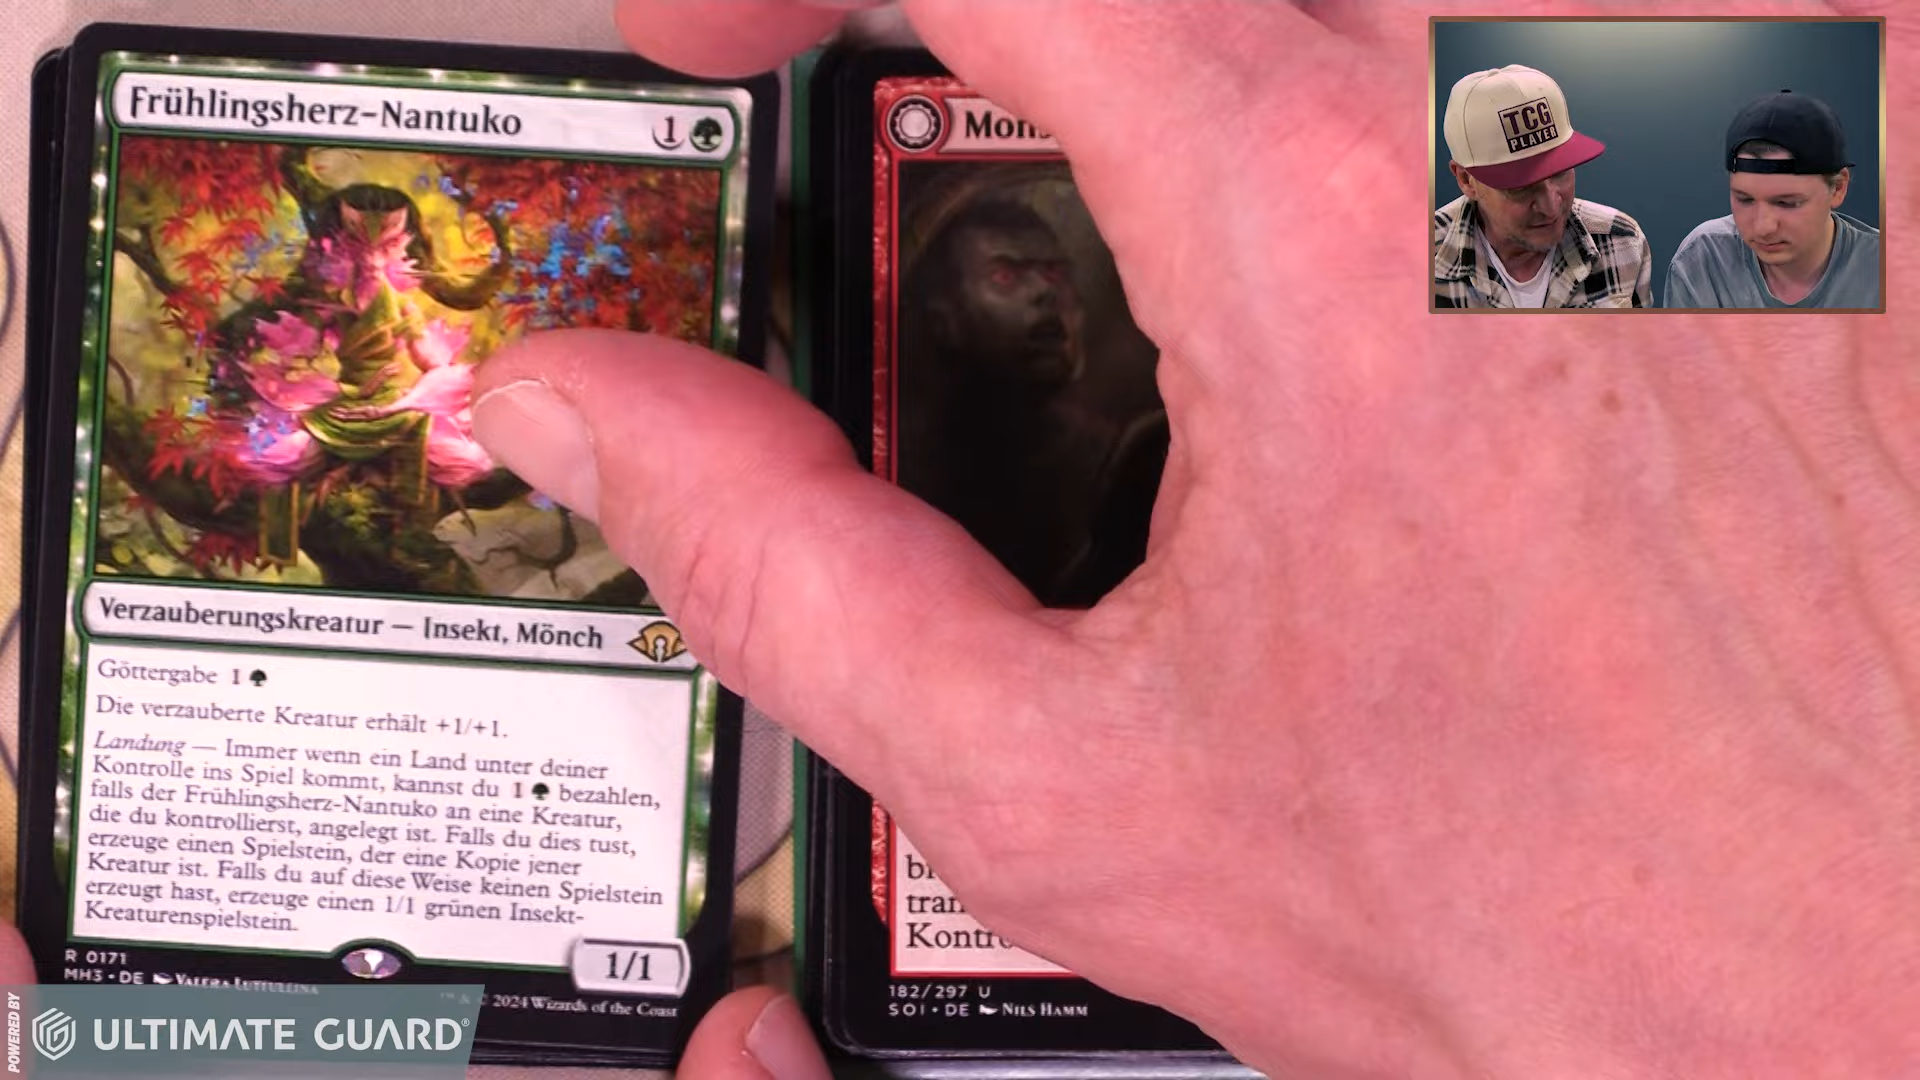 Frühlingsherz-Nantuko
1
Verzauberungskreatur — Insekt, Mönch
Göttergabe 1
Die verzauberte Kreatur erhält +1/+1.
Landung — Immer wenn ein Land unter deiner
Kontrolle ins Spiel kommt, kannst du 1 bezahlen,
falls der Frühlingsherz-Nantuko an eine Kreatur,
die du kontrollierst, angelegt ist. Falls du dies tust,
erzeuge einen Spielstein, der eine Kopie jener
Kreatur ist. Falls du auf diese Weise keinen Spielstein
erzeugt hast, erzeuge einen 1/1 grünen Insekt-
Kreaturenspielstein.
1/1
R 0171
MH3 • DE
™ & © 2024 Wizards of the Coast
182/297 U
SOI • DE NILS HAMM
TCG
PLAYER
POWERED BY
ULTIMATE GUARD®